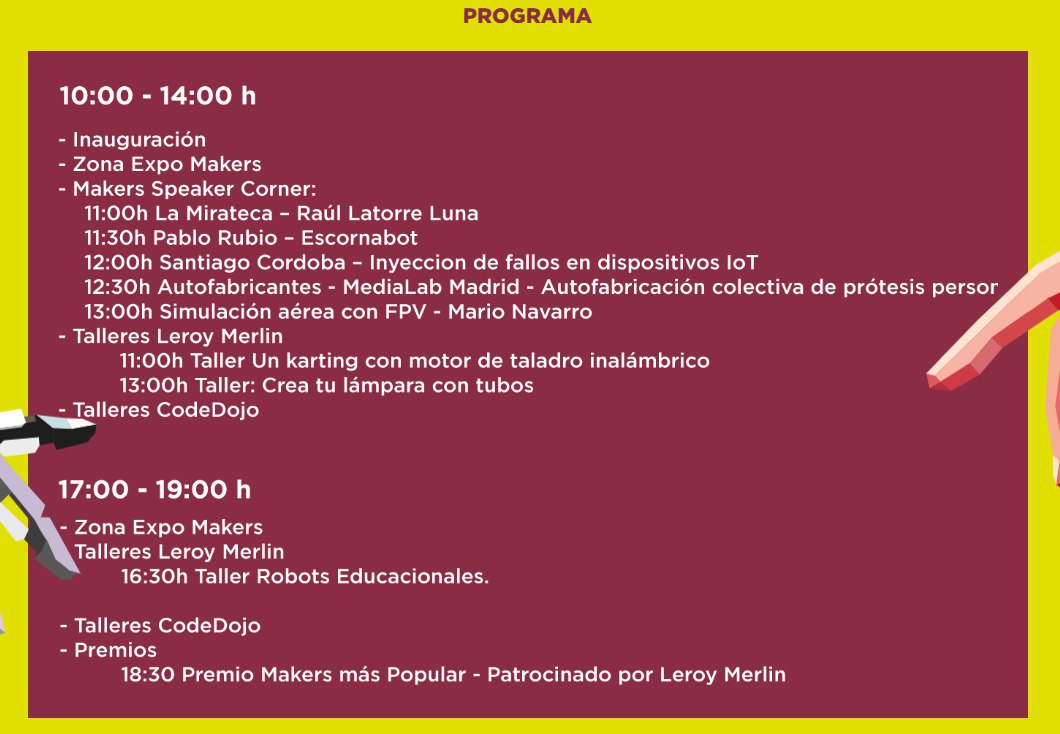 PROGRAMA
10:00 - 14:00 h
- Inauguración
- Zona Expo Makers
- Makers Speaker Corner:
11:00h La Mirateca – Raúl Latorre Luna
11:30h Pablo Rubio – Escornabot
12:00h Santiago Cordoba – Inyeccion de fallos en dispositivos IoT
12:30h Autofabricantes - MediaLab Madrid - Autofabricación colectiva de prótesis
13:00h Simulación aérea con FPV - Mario Navarro
- Talleres Leroy Merlin
11:00h Taller Un karting con motor de taladro inalámbrico
13:00h Taller: Crea tu lámpara con tubos
- Talleres CodeDojo
17:00 - 19:00 h
- Zona Expo Makers
Talleres Leroy Merlin
16:30h Taller Robots Educacionales.
- Talleres CodeDojo
- Premios
18:30 Premio Makers más Popular - Patrocinado por Leroy Merlin